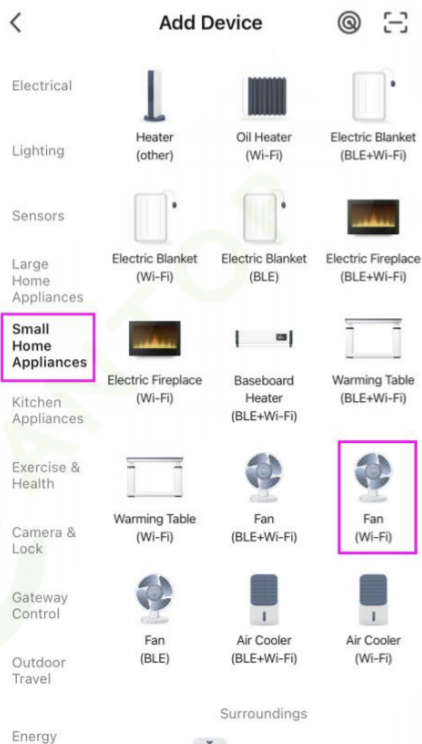 Add Device
Electrical
Lighting
Sensors
Large
Home
Appliances
Small
Home
Appliances
Kitchen
Appliances
Exercise &
Health
Camera &
Lock
Gateway
Control
Outdoor
Travel
Energy
Heater
(other)
Oil Heater
(Wi-Fi)
Electric Blanket
(BLE+Wi-Fi)
Electric Blanket
(Wi-Fi)
Electric Blanket
(BLE)
Electric Fireplace
(BLE+Wi-Fi)
Electric Fireplace
(Wi-Fi)
Baseboard
Heater
(BLE+Wi-Fi)
Warming Table
(BLE+Wi-Fi)
Warming Table
(Wi-Fi)
Fan
(BLE+Wi-Fi)
Fan
(Wi-Fi)
Fan
(BLE)
Air Cooler
(BLE+Wi-Fi)
Air Cooler
(Wi-Fi)
Surroundings